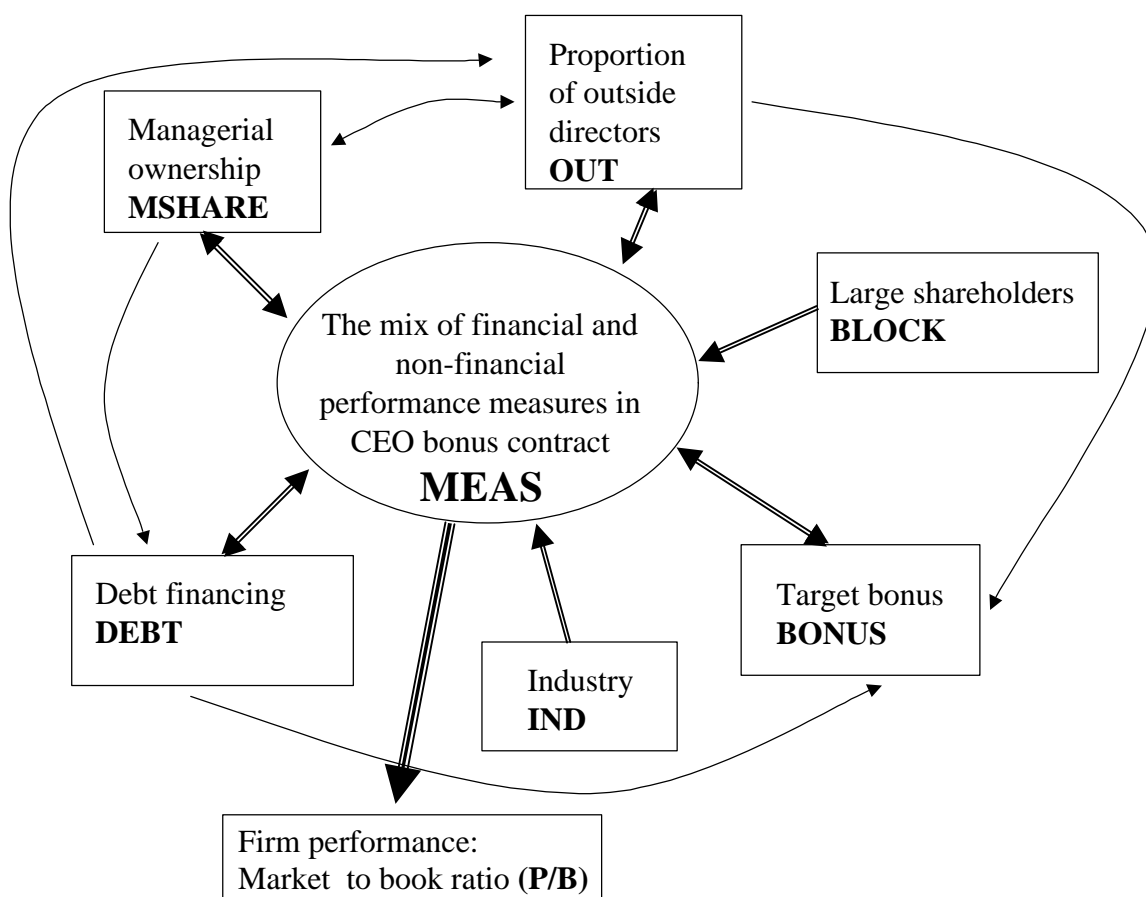 Proportion
of outside
directors
OUT
Managerial
ownership
MSHARE
Large shareholders
BLOCK
The mix of financial and
non-financial
performance measures in
CEO bonus contract
MEAS
Debt financing
DEBT
Target bonus
BONUS
Industry
IND
Firm performance:
Market to book ratio (P/B)